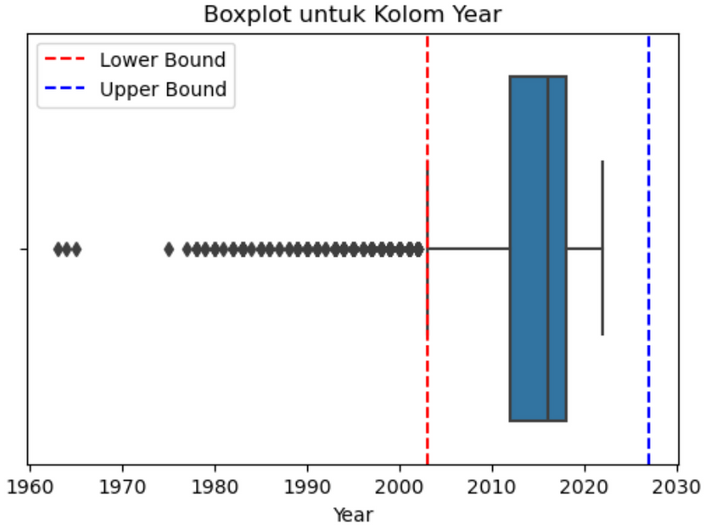 Boxplot untuk Kolom Year
Lower Bound
Upper Bound
1960 1970 1980 1990 2000 2010 2020 2030
Year